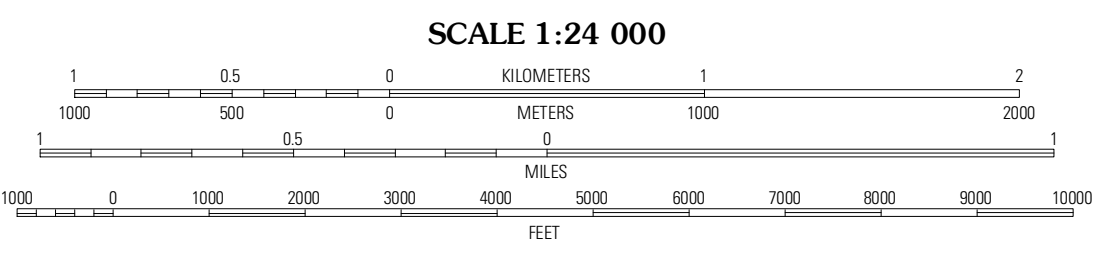 SCALE 1:24 000
1 0.5 0 KILOMETERS 1 2
1000 500 0 METERS 1000 2000
1 0.5 0 1
MILES
1000 0 1000 2000 3000 4000 5000 6000 7000 8000 9000 10000
FEET